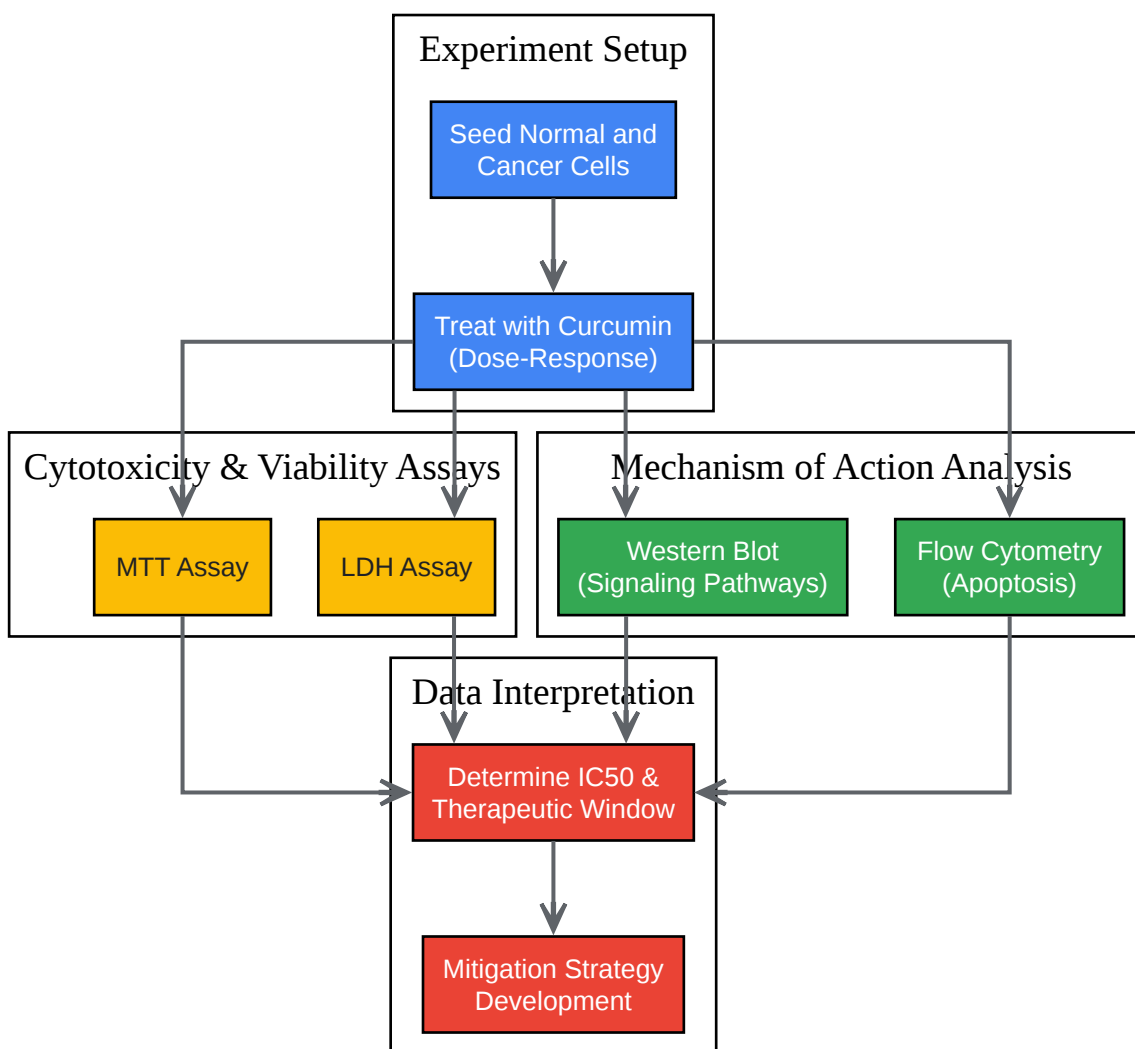 Experiment Setup
Seed Normal and
Cancer Cells
Treat with Curcumin
(Dose-Response)
Cytotoxicity & Viability Assays
MTT Assay
LDH Assay
Mechanism of Action Analysis
Western Blot
(Signaling Pathways)
Flow Cytometry
(Apoptosis)
Data Interpretation
Determine IC50 &
Therapeutic Window
Mitigation Strategy
Development